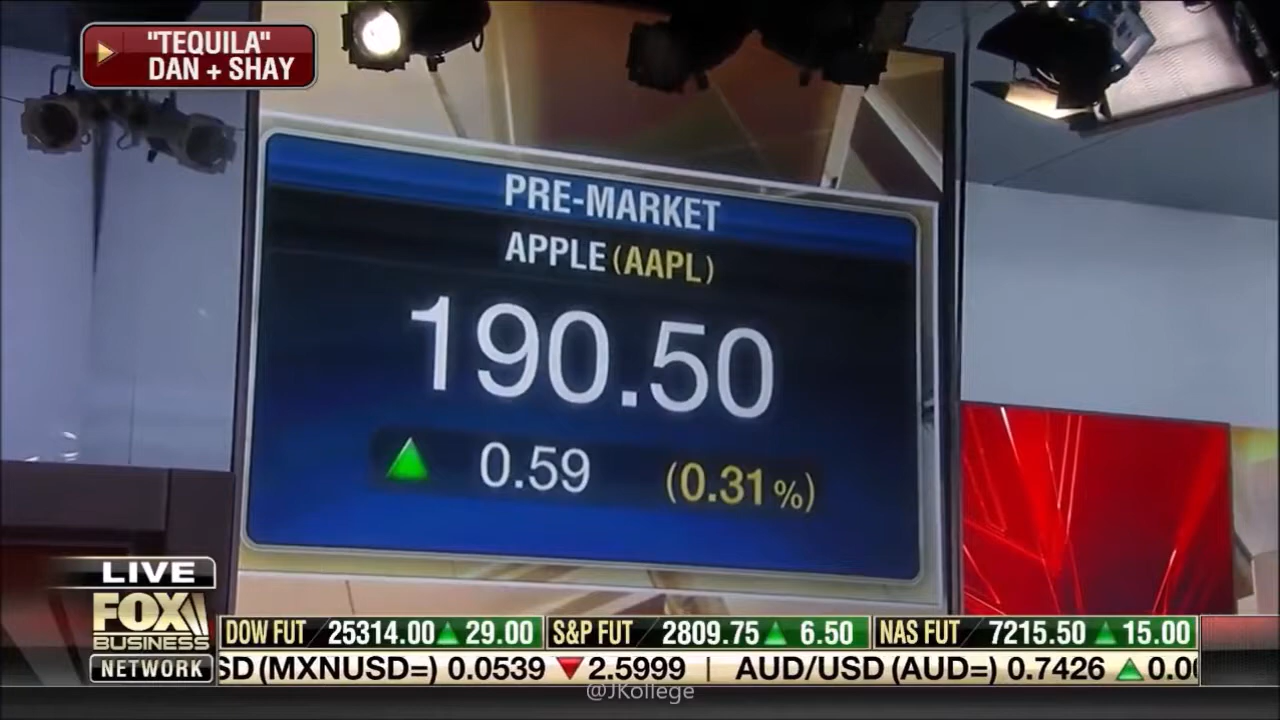 "TEQUILA"
DAN + SHAY
PRE-MARKET
APPLE (AAPL)
190.50
▲ 0.59 (0.31%)
LIVE
FOX
BUSINESS
NETWORK
DOW FUT 25314.00 ▲ 29.00 S&P FUT 2809.75 ▲ 6.50 NAS FUT 7215.50 ▲ 15.00
SD (MXNUSD=) 0.0539 ▼ 2.5999 | AUD/USD (AUD=) 0.7426 ▲ 0.00
@JKollege